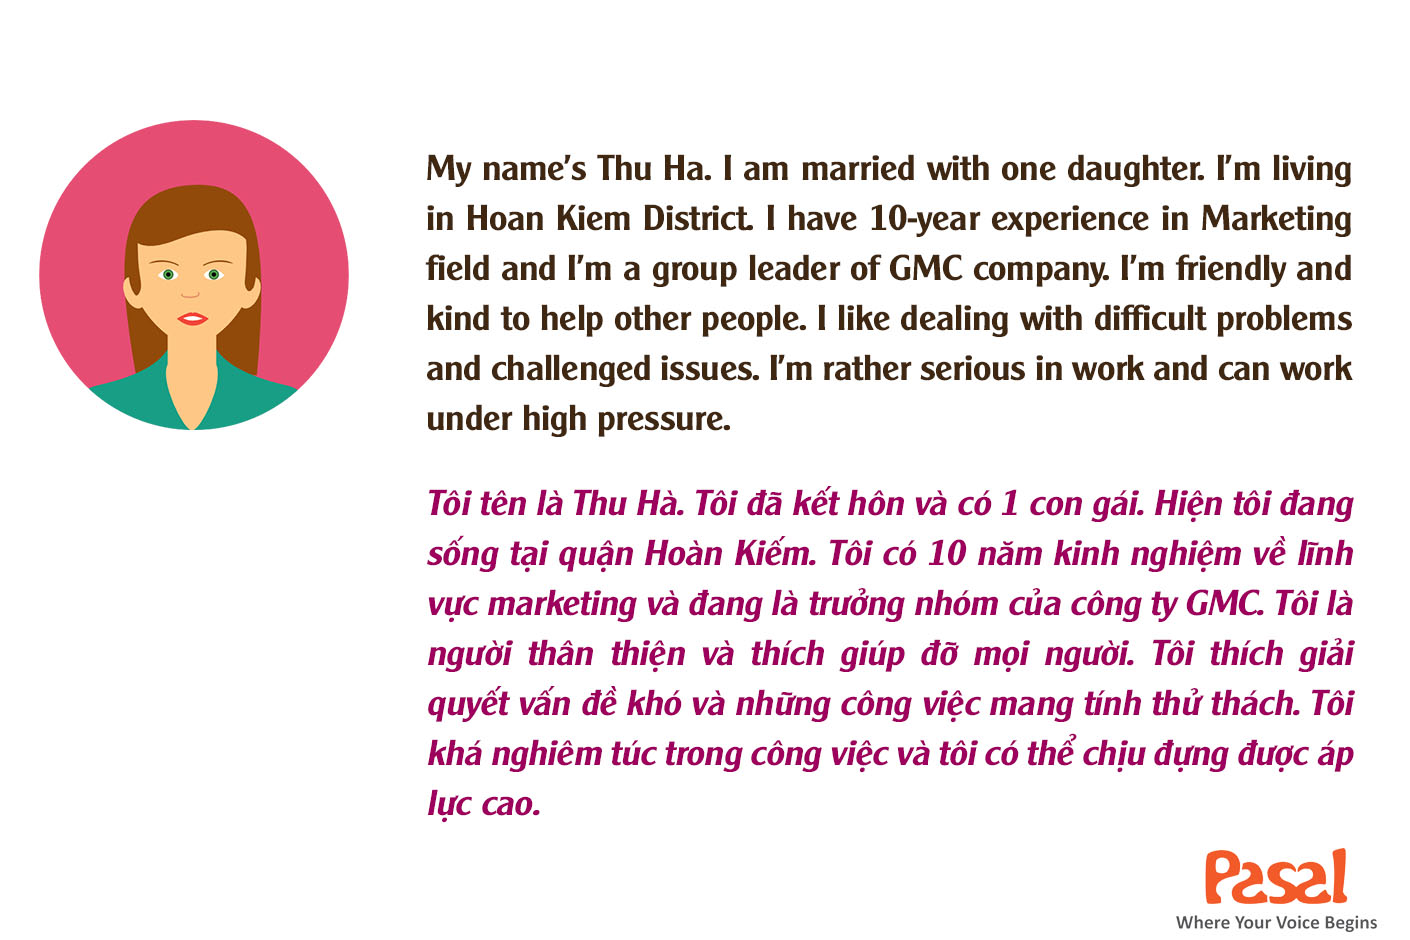 My name's Thu Ha. I am married with one daughter. I'm living
in Hoan Kiem District. I have 10-year experience in Marketing
field and I'm a group leader of GMC company. I'm friendly and
kind to help other people. I like dealing with difficult problems
and challenged issues. I'm rather serious in work and can work
under high pressure.
Tôi tên là Thu Hà. Tôi đã kết hôn và có 1 con gái. Hiện tôi đang
sống tại quận Hoàn Kiếm. Tôi có 10 năm kinh nghiệm về lĩnh
vực marketing và đang là trưởng nhóm của công ty GMC. Tôi là
người thân thiện và thích giúp đỡ mọi người. Tôi thích giải
quyết vấn đề khó và những công việc mang tính thử thách. Tôi
khá nghiêm túc trong công việc và tôi có thể chịu đựng được áp
lực cao.
Pasal
Where Your Voice Begins